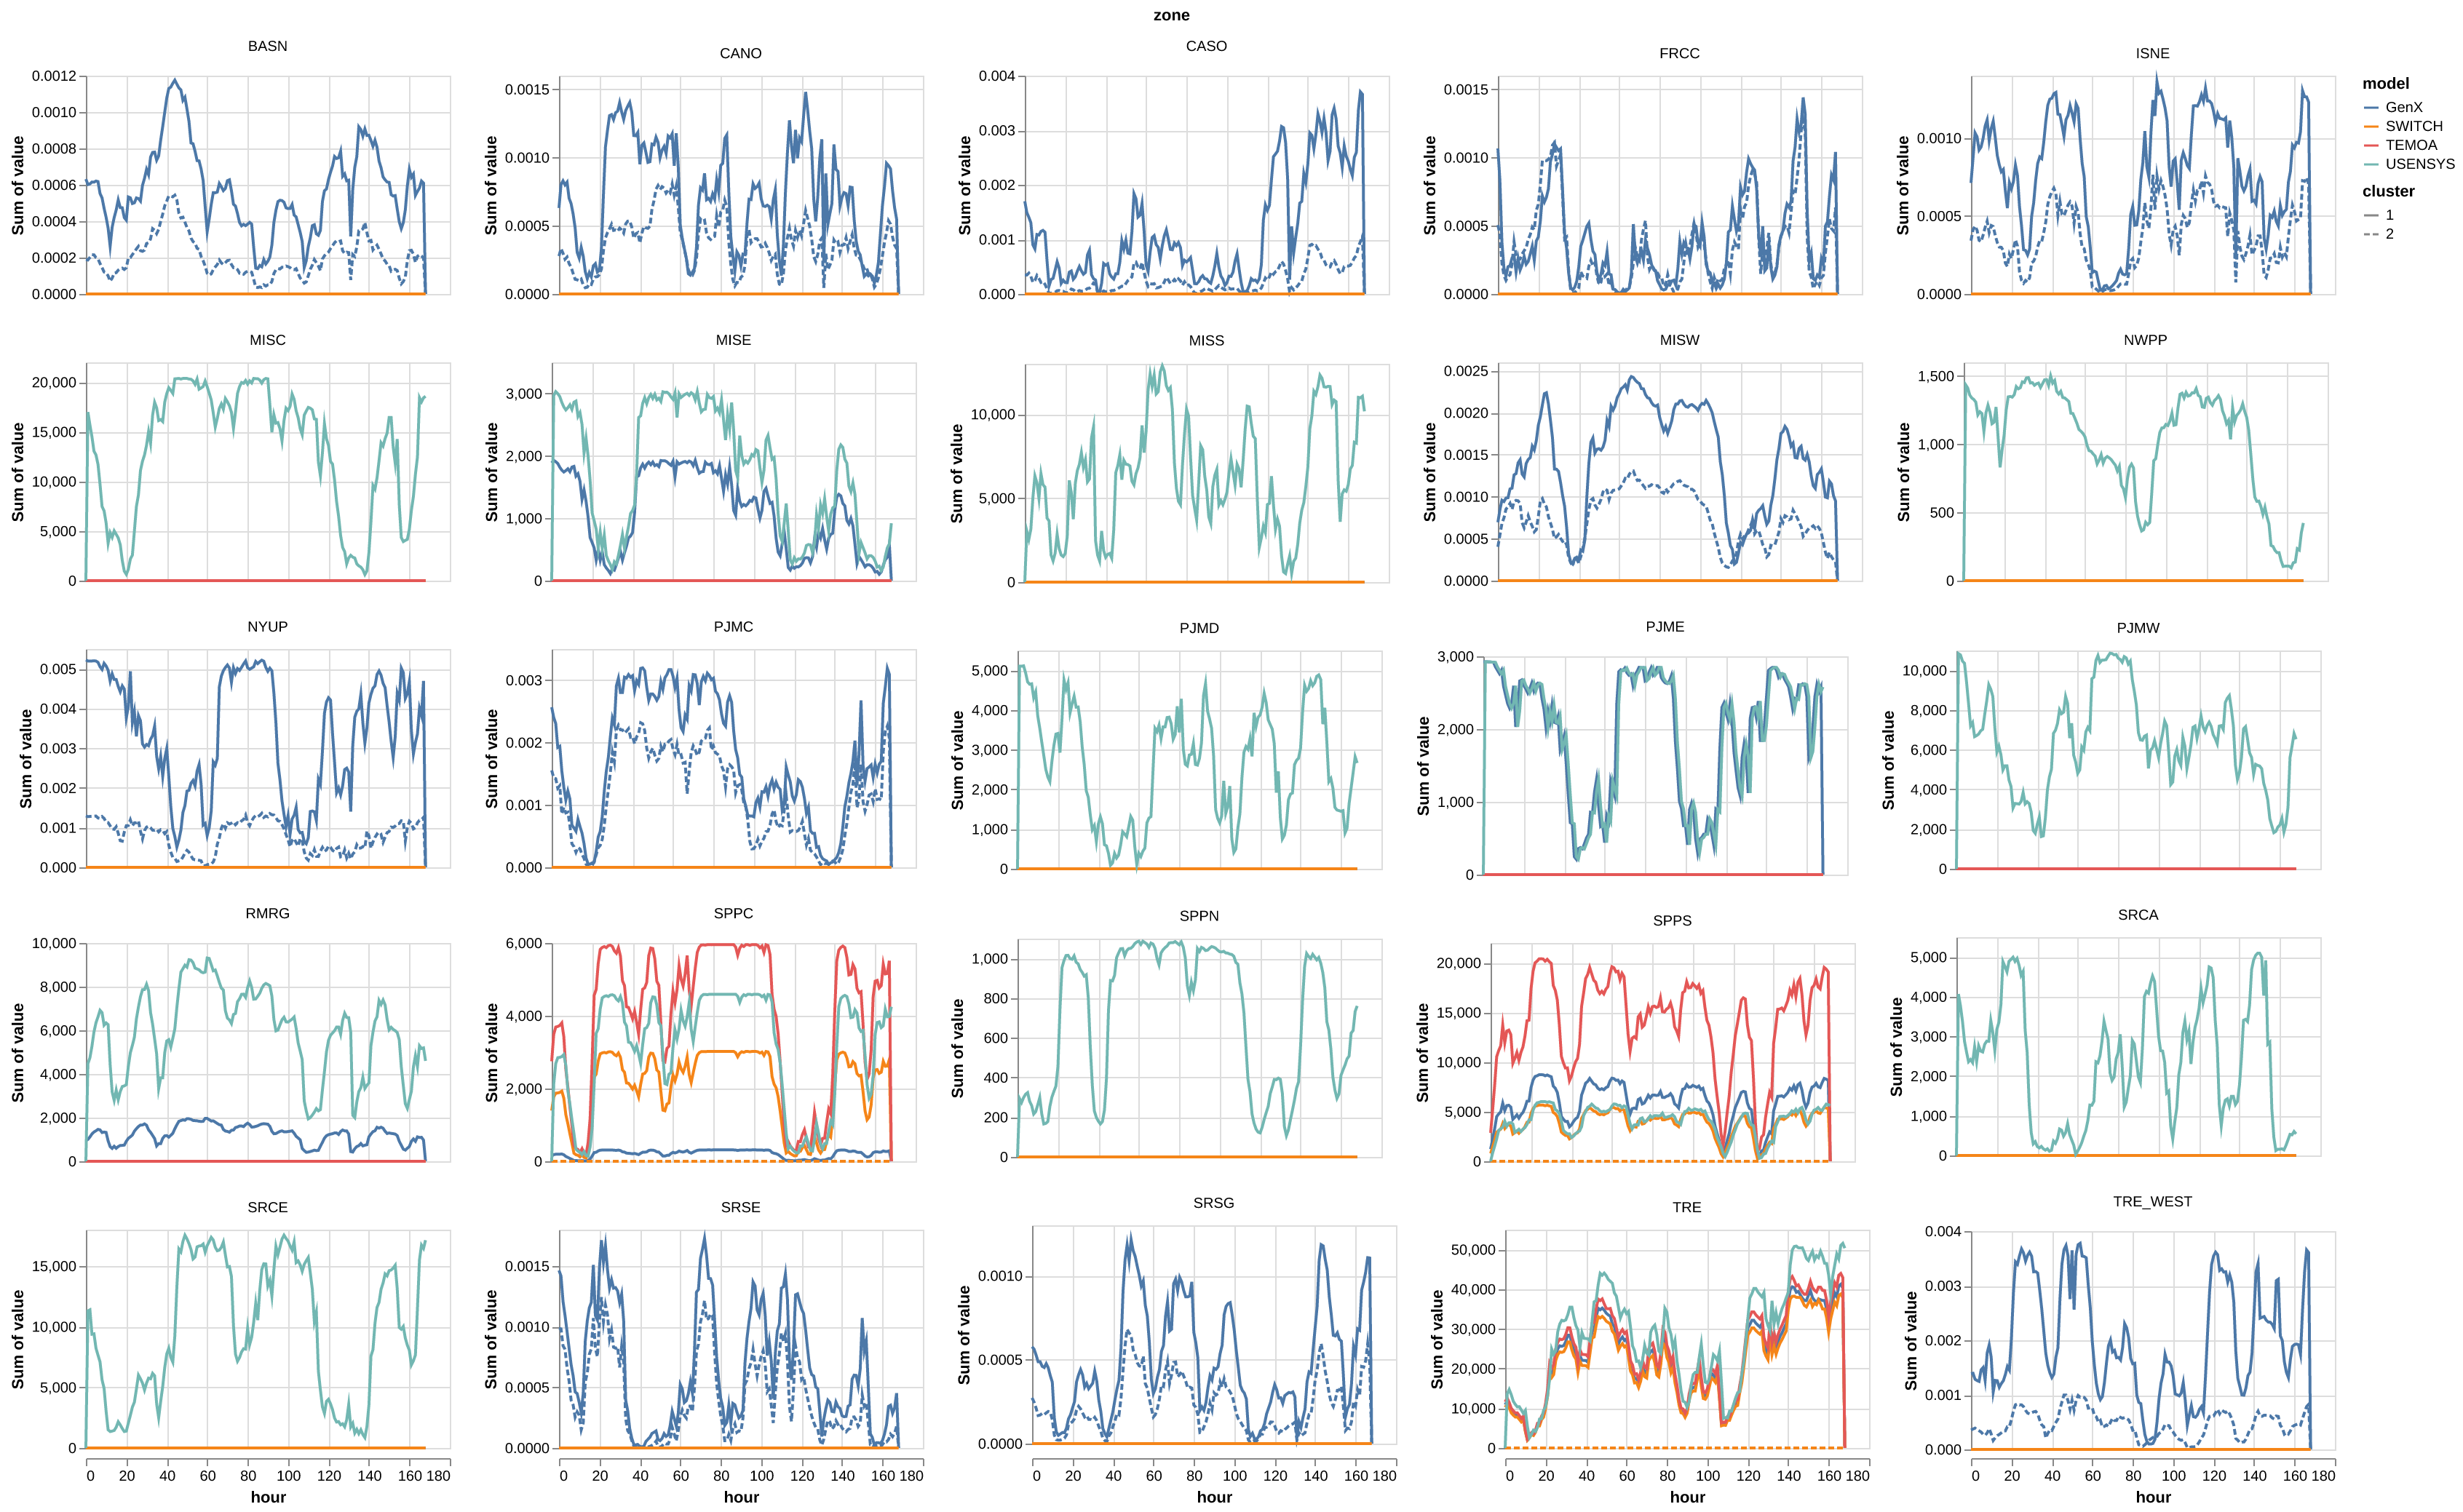 zone
BASN
CANO
CASO
FRCC
ISNE
0.0012
0.0010
0.0008
0.0006
0.0004
0.0002
0.0000
Sum of value
0.0015
0.0010
0.0005
0.0000
Sum of value
0.004
0.003
0.002
0.001
0.000
Sum of value
0.0015
0.0010
0.0005
0.0000
Sum of value
0.0010
0.0005
0.0000
Sum of value
model
GenX
SWITCH
TEMOA
USENSYS
cluster
1
2
MISC
MISE
MISS
MISW
NWPP
20,000
15,000
10,000
5,000
0
Sum of value
3,000
2,000
1,000
0
Sum of value
10,000
5,000
0
Sum of value
0.0025
0.0020
0.0015
0.0010
0.0005
0.0000
Sum of value
1,500
1,000
500
0
Sum of value
NYUP
PJMC
PJMD
PJME
PJMW
0.005
0.004
0.003
0.002
0.001
0.000
Sum of value
0.003
0.002
0.001
0.000
Sum of value
5,000
4,000
3,000
2,000
1,000
0
Sum of value
3,000
2,000
1,000
0
Sum of value
10,000
8,000
6,000
4,000
2,000
0
Sum of value
RMRG
SPPC
SPPN
SPPS
SRCA
10,000
8,000
6,000
4,000
2,000
0
Sum of value
6,000
4,000
2,000
0
Sum of value
1,000
800
600
400
200
0
Sum of value
20,000
15,000
10,000
5,000
0
Sum of value
5,000
4,000
3,000
2,000
1,000
0
Sum of value
SRCE
SRSE
SRSG
TRE
TRE_WEST
15,000
10,000
5,000
0
Sum of value
0.0015
0.0010
0.0005
0.0000
Sum of value
0.0010
0.0005
0.0000
Sum of value
50,000
40,000
30,000
20,000
10,000
0
Sum of value
0.004
0.003
0.002
0.001
0.000
Sum of value
0 20 40 60 80 100 120 140 160 180
0 20 40 60 80 100 120 140 160 180
0 20 40 60 80 100 120 140 160 180
0 20 40 60 80 100 120 140 160 180
0 20 40 60 80 100 120 140 160 180
hour
hour
hour
hour
hour